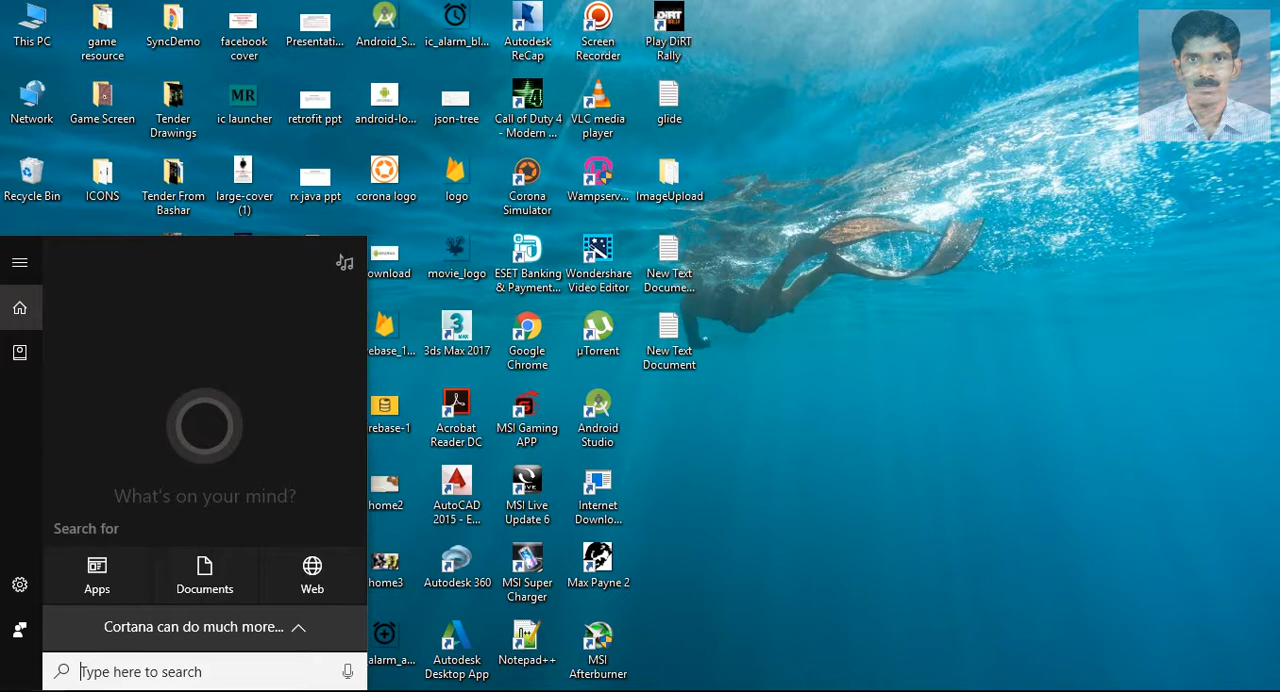 This PC
game
resource
SyncDemo
facebook
cover
Presentati...
Android_S...
ic_alarm_bl...
Autodesk
ReCap
Screen
Recorder
Play DiRT
Rally
Network
Game Screen
Tender
Drawings
MR
ic launcher
retrofit ppt
android-lo...
json-tree
Call of Duty 4
- Modern ...
VLC media
player
glide
Recycle Bin
ICONS
Tender From
Bashar
large-cover
(1)
rx java ppt
corona logo
logo
Corona
Simulator
Wampserv...
ImageUpload
ownload
movie_logo
ESET Banking
& Payment...
Wondershare
Video Editor
New Text
Docume...
rebase_1...
3ds Max 2017
Google
Chrome
µTorrent
New Text
Document
rebase-1
Acrobat
Reader DC
MSI Gaming
APP
Android
Studio
home2
AutoCAD
2015 - E...
MSI Live
Update 6
Internet
Downlo...
home3
Autodesk 360
MSI Super
Charger
Max Payne 2
alarm_a...
Autodesk
Desktop App
Notepad++
MSI
Afterburner
What's on your mind?
Search for
Apps
Documents
Web
Cortana can do much more...
Type here to search